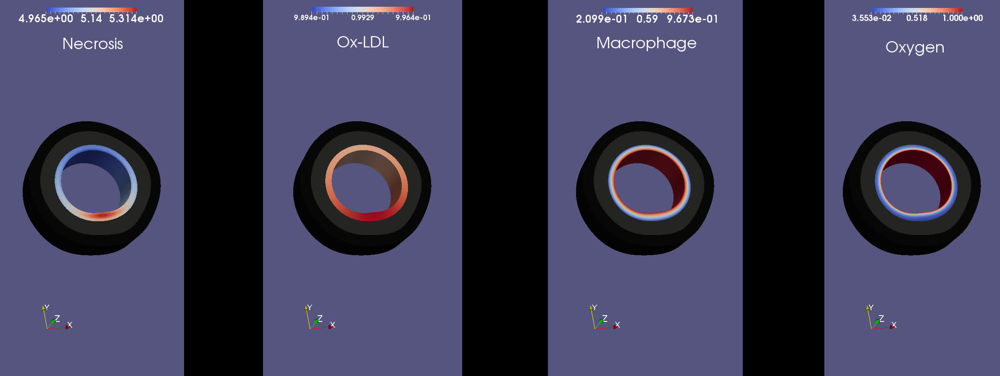 4.965e+00 5.14 5.314e+00
Necrosis
Y
Z
X
9.894e-01 0.9929 9.964e-01
Ox-LDL
Y
Z
X
2.099e-01 0.59 9.673e-01
Macrophage
Y
Z
X
3.553e-02 0.518 1.000e+00
Oxygen
Y
Z
X